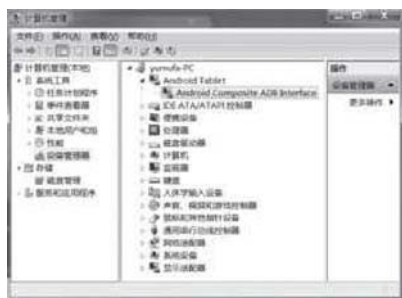 计算机管理
文件(F) 操作(A) 查看(V) 帮助(H)
计算机管理(本地)
系统工具
任务计划程序
事件查看器
共享文件夹
本地用户和组
性能
设备管理器
存储
磁盘管理
服务和应用程序
yumufa-PC
Android Tablet
Android Composite ADB Interface
IDE ATA/ATAPI 控制器
便携设备
处理器
磁盘驱动器
计算机
监视器
键盘
人体学输入设备
声音、视频和游戏控制器
鼠标和其他指针设备
通用串行总线控制器
网络适配器
系统设备
显示适配器
操作
设备管理器
更多操作